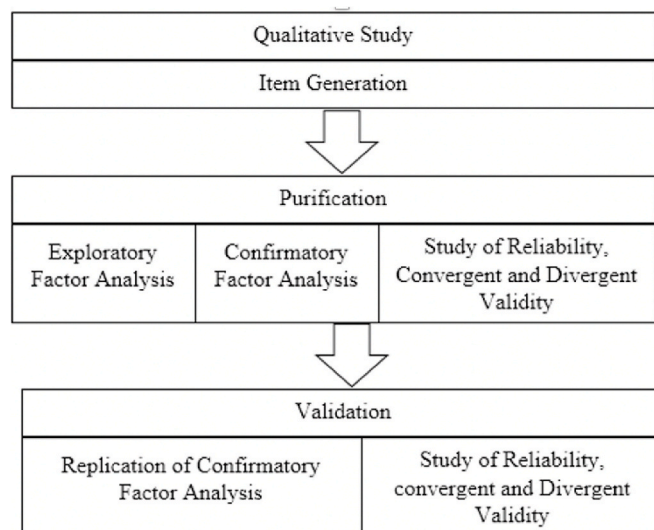 Qualitative Study
Item Generation
Purification
Exploratory
Factor Analysis
Confirmatory
Factor Analysis
Study of Reliability,
Convergent and Divergent
Validity
Validation
Replication of Confirmatory
Factor Analysis
Study of Reliability,
convergent and Divergent
Validity